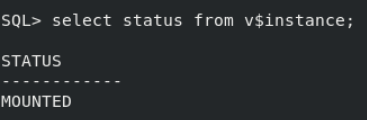 SQL> select status from v$instance;
STATUS
------------
MOUNTED